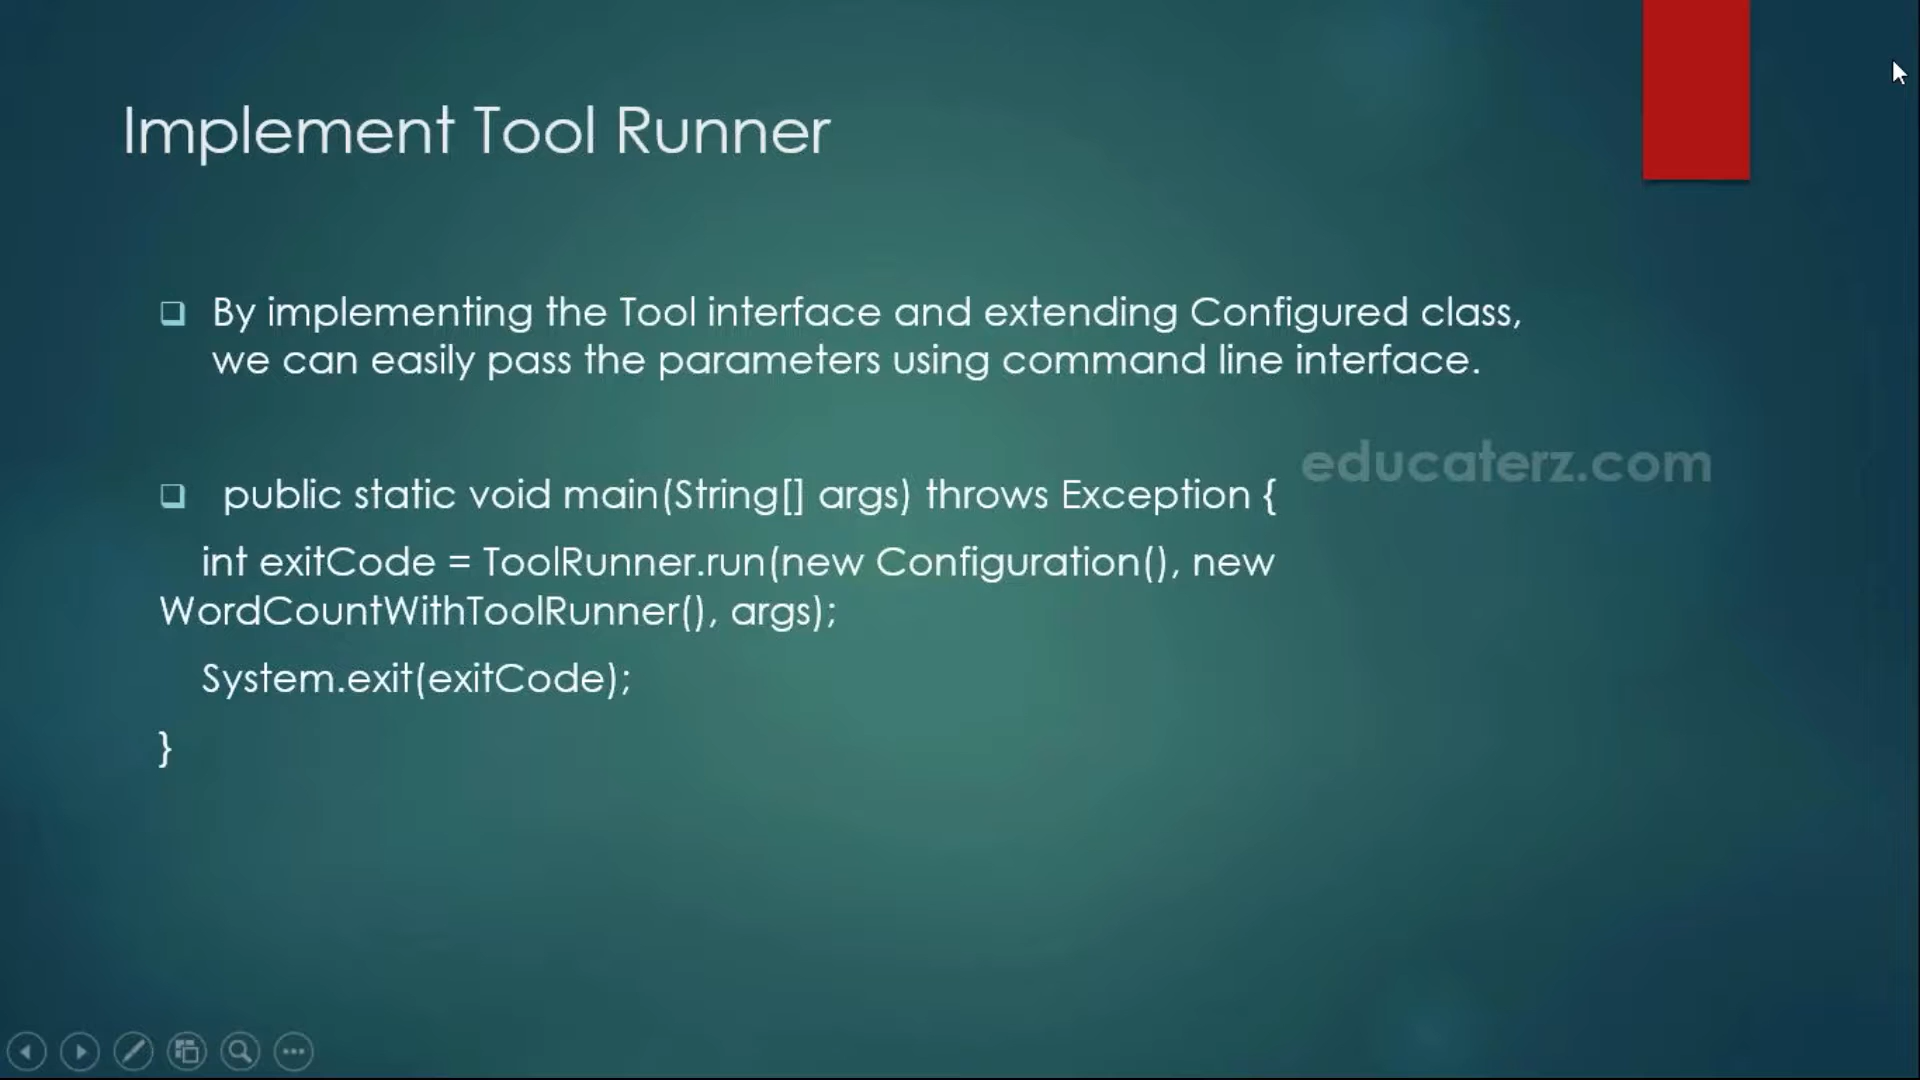 Implement Tool Runner
By implementing the Tool interface and extending Configured class,
we can easily pass the parameters using command line interface.
educaterz.com
public static void main(String[] args) throws Exception {
int exitCode = ToolRunner.run(new Configuration(), new
WordCountWithToolRunner(), args);
System.exit(exitCode);
}